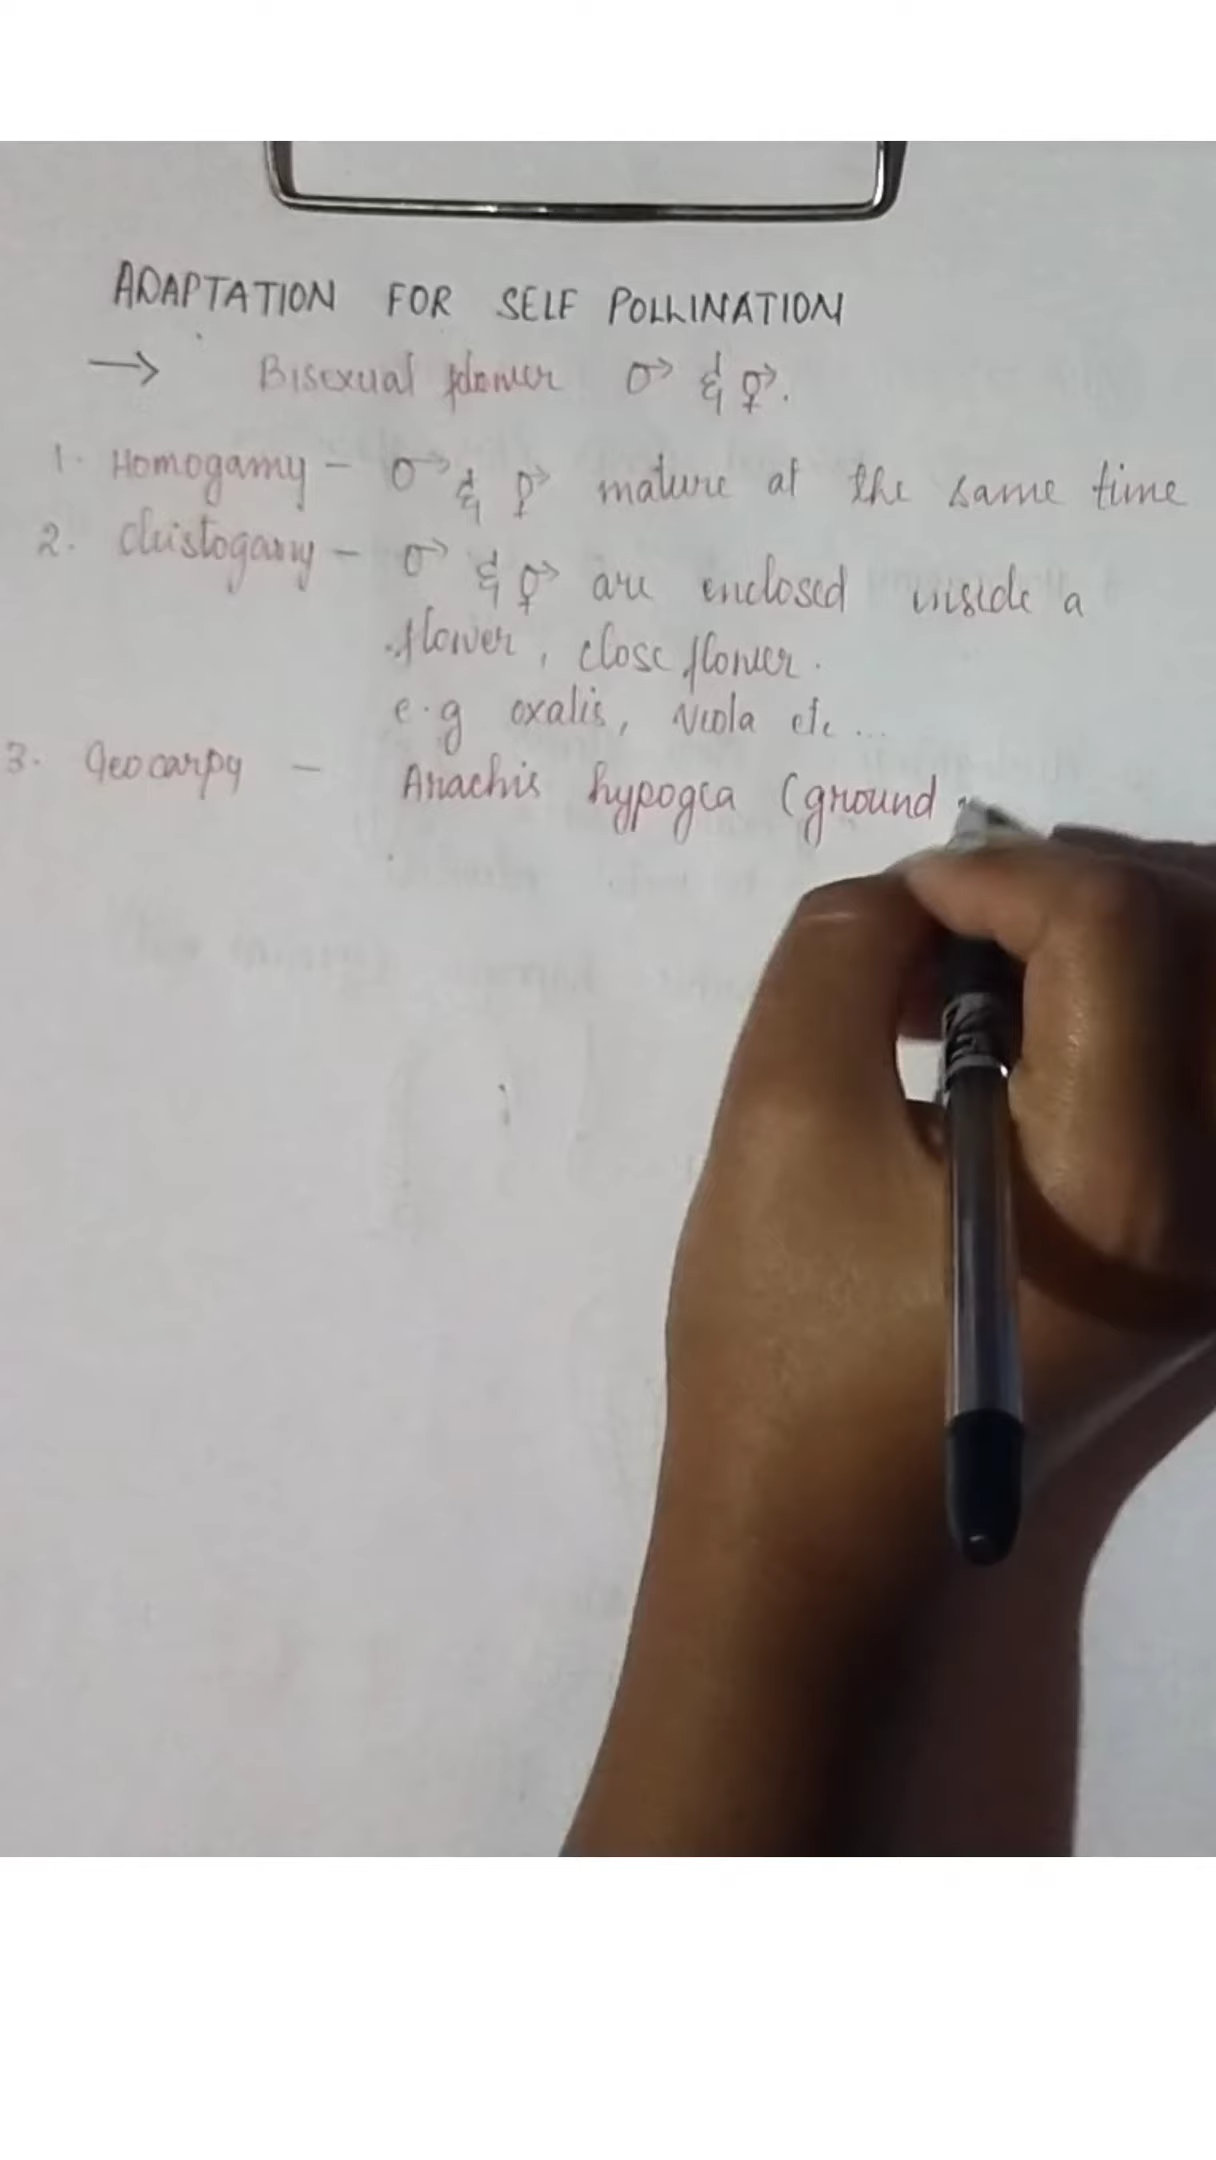 ADAPTATION FOR SELF POLLINATION
→ Bisexual flower ♂ & ⚥.
1. Homogamy - ♂ & ⚥ mature at the same time
2. Cleistogamy - ♂ & ⚥ are enclosed inside a
flower, close flower.
e.g oxalis, Viola etc...
3. Geocarpy - Arachis hypogea (ground